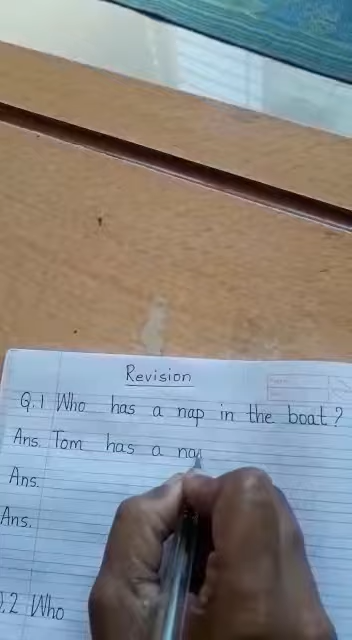 Revision
Q.1 Who has a nap in the boat?
Ans. Tom has a na
Ans.
Ans.
.2 Who